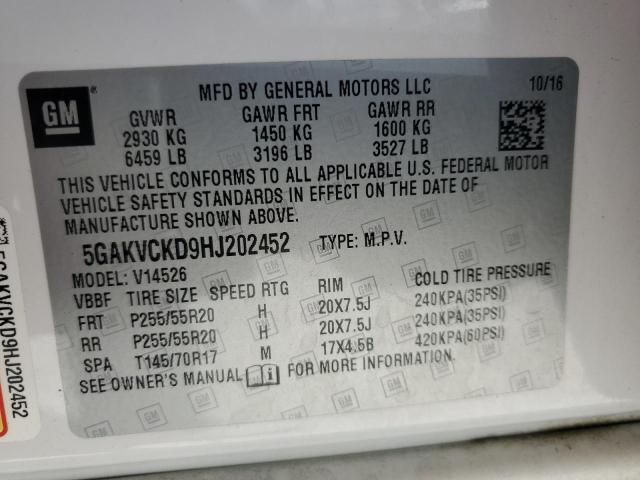 GM
MFD BY GENERAL MOTORS LLC 10/16
GVWR GAWR FRT GAWR RR
2930 KG 1450 KG 1600 KG
6459 LB 3196 LB 3527 LB
THIS VEHICLE CONFORMS TO ALL APPLICABLE U.S. FEDERAL MOTOR
VEHICLE SAFETY STANDARDS IN EFFECT ON THE DATE OF
MANUFACTURE SHOWN ABOVE.
5GAKVCKD9HJ202452 TYPE: M.P.V.
MODEL: V14526
VBBF TIRE SIZE SPEED RTG RIM COLD TIRE PRESSURE
FRT P255/55R20 H 20X7.5J 240KPA(35PSI)
RR P255/55R20 H 20X7.5J 240KPA(35PSI)
SPA T145/70R17 M 17X4.5B 420KPA(60PSI)
SEE OWNER'S MANUAL FOR MORE INFORMATION.
5GAKVCKD9HJ202452